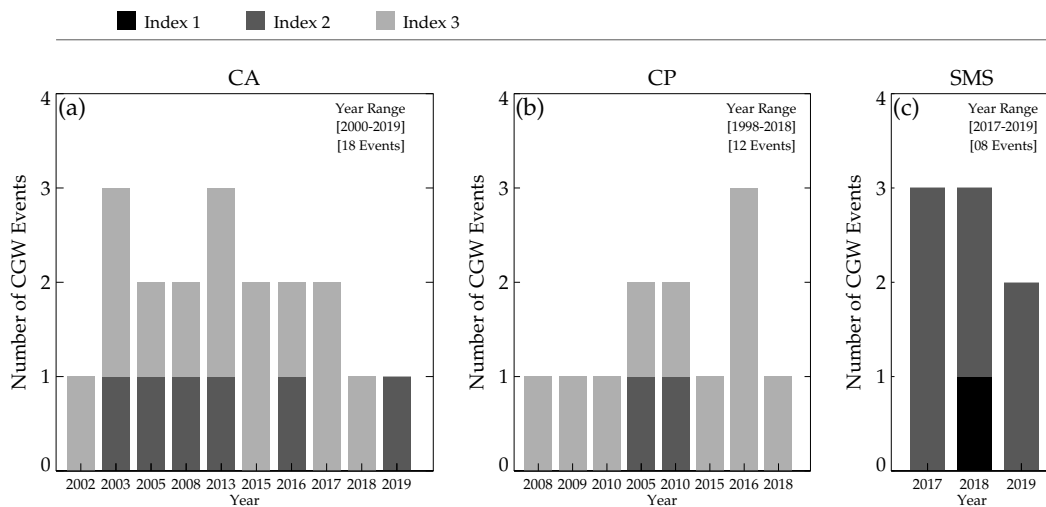 Index 1 Index 2 Index 3
CA
(a)
Year Range
[2000-2019]
[18 Events]
Number of CGW Events
4
3
2
1
0
2002 2003 2005 2008 2013 2015 2016 2017 2018 2019
Year
CP
(b)
Year Range
[1998-2018]
[12 Events]
Number of CGW Events
4
3
2
1
0
2008 2009 2010 2005 2010 2015 2016 2018
Year
SMS
(c)
Year Range
[2017-2019]
[08 Events]
Number of CGW Events
4
3
2
1
0
2017 2018 2019
Year